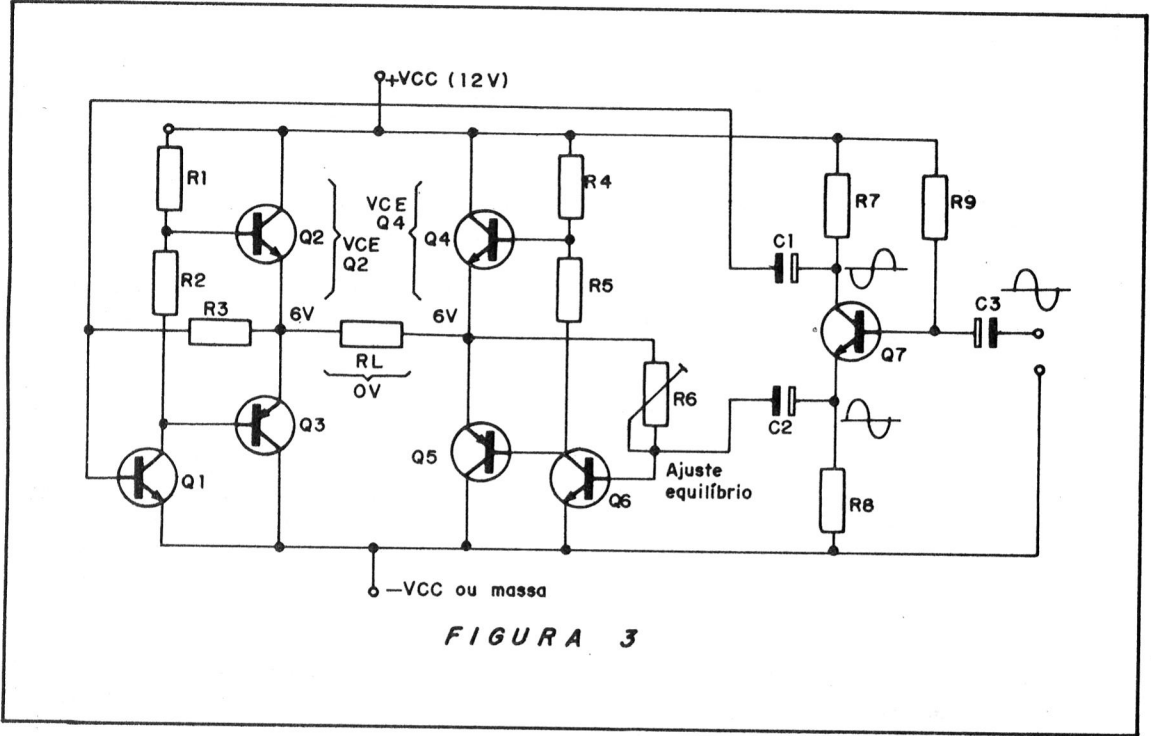 +VCC (12V)
R1
R4
R7
R9
VCE
Q4
Q2
VCE
Q2
Q4
C1
R2
R5
C3
R3
6V
6V
Q7
RL
0V
R6
C2
Q3
Q5
Ajuste
equilíbrio
Q1
Q6
R8
—VCC ou massa
FIGURA 3